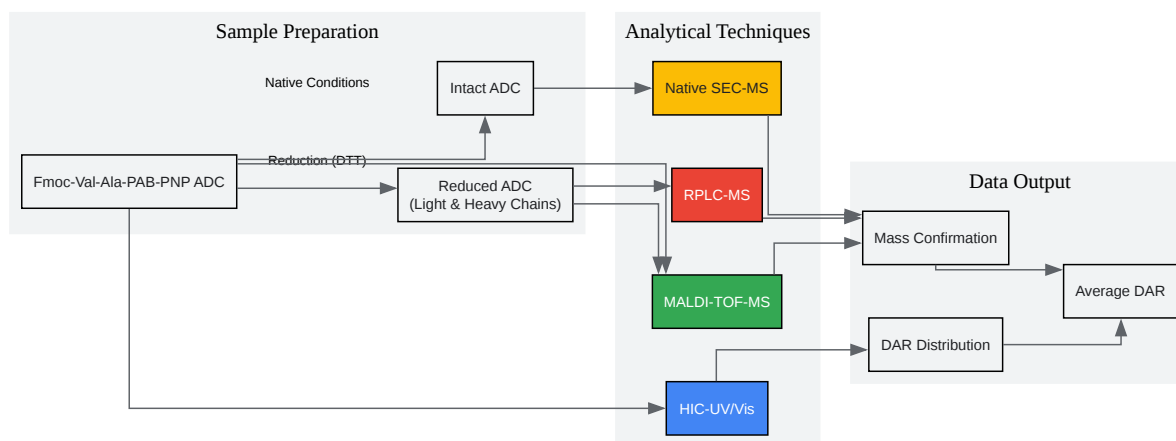 Sample Preparation
Analytical Techniques
Native Conditions
Intact ADC
Native SEC-MS
Reduction (DTT)
Fmoc-Val-Ala-PAB-PNP ADC
Reduced ADC
(Light & Heavy Chains)
RPLC-MS
Data Output
Mass Confirmation
MALDI-TOF-MS
Average DAR
DAR Distribution
HIC-UV/Vis